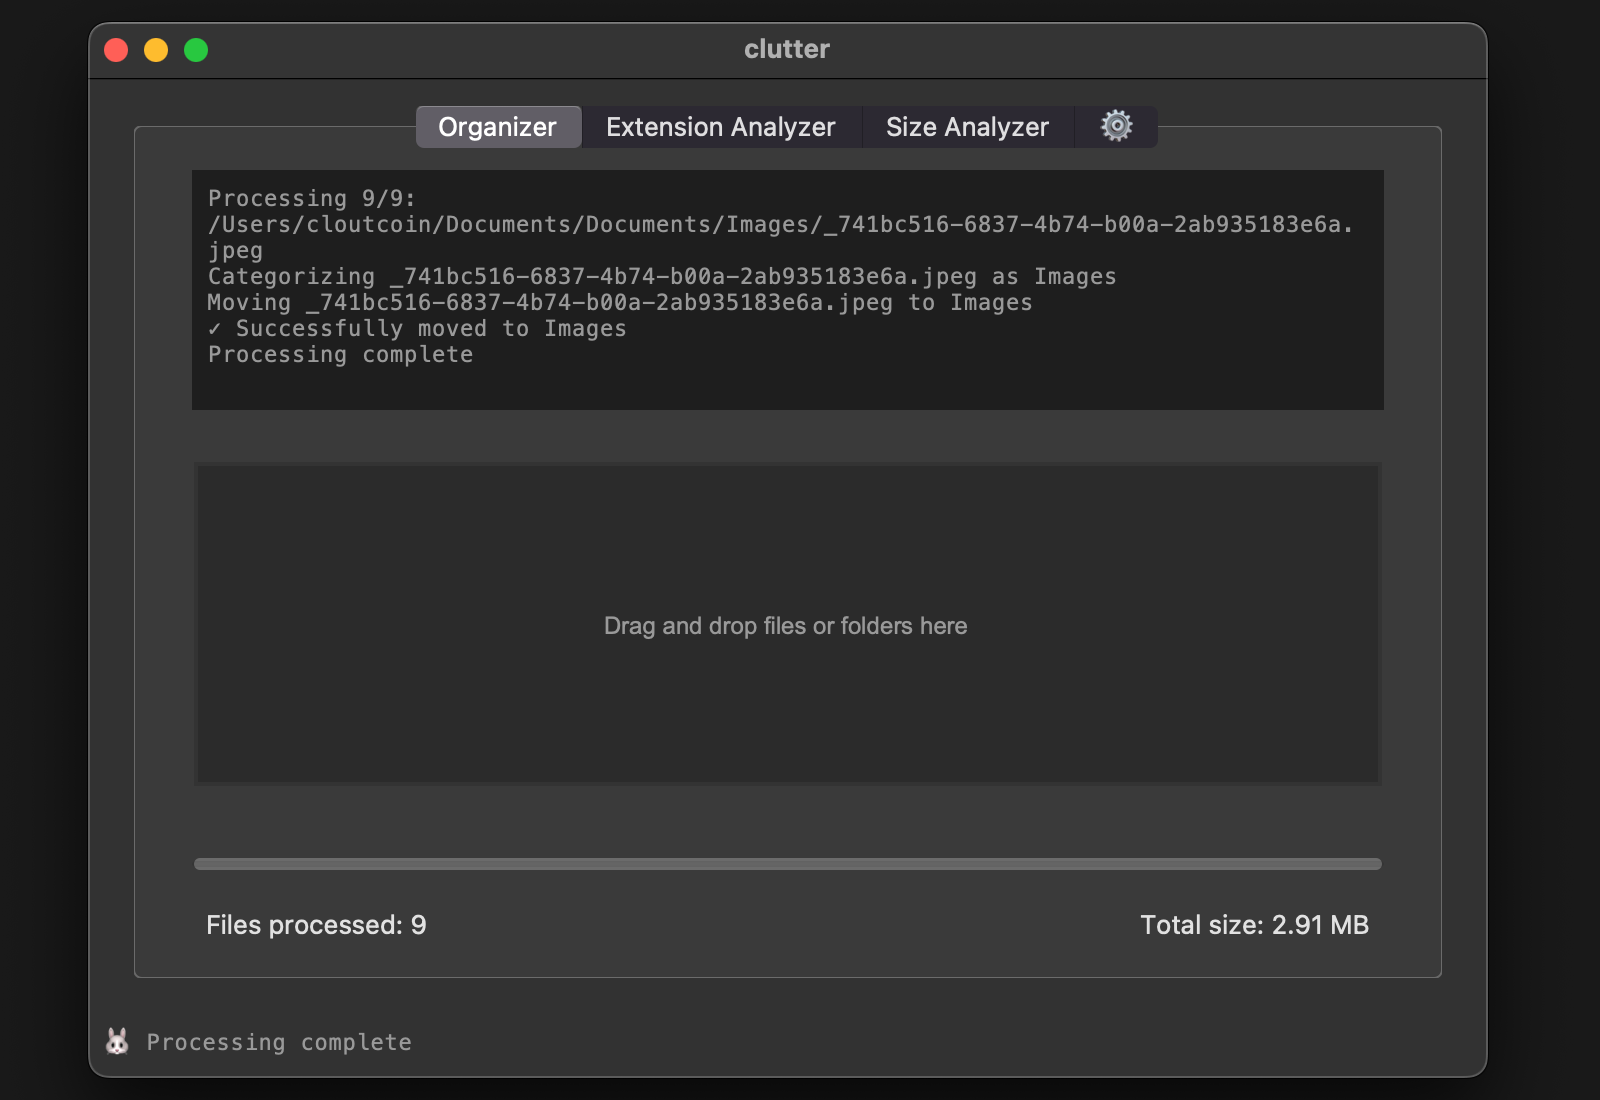 clutter
Organizer Extension Analyzer Size Analyzer
Processing 9/9:
/Users/cloutcoin/Documents/Documents/Images/_741bc516-6837-4b74-b00a-2ab935183e6a.
jpeg
Categorizing _741bc516-6837-4b74-b00a-2ab935183e6a.jpeg as Images
Moving _741bc516-6837-4b74-b00a-2ab935183e6a.jpeg to Images
✓ Successfully moved to Images
Processing complete
Drag and drop files or folders here
Files processed: 9 Total size: 2.91 MB
Processing complete